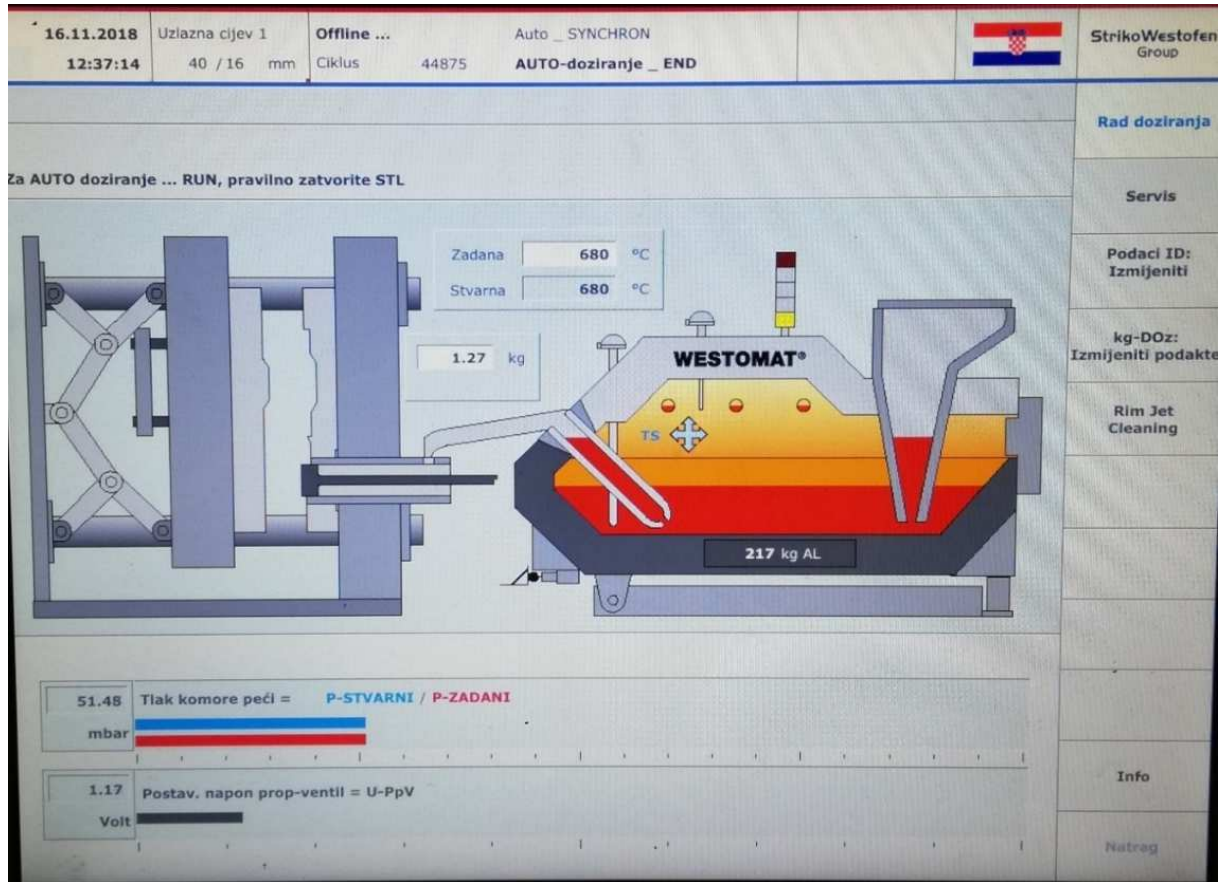 16.11.2018
12:37:14
Uzlazna cijev 1
40 / 16 mm
Offline ...
Ciklus 44875
Auto _ SYNCHRON
AUTO-doziranje _ END
StrikoWestofen
Group
Rad doziranja
Za AUTO doziranje ... RUN, pravilno zatvorite STL
Servis
Podaci ID:
Izmijeniti
kg-DOz:
Izmijeniti podakte
Rim Jet
Cleaning
Zadana 680 °C
Stvarna 680 °C
1.27 kg
WESTOMAT®
TS
217 kg AL
51.48
mbar
Tlak komore peći = P-STVARNI / P-ZADANI
1.17
Volt
Postav. napon prop-ventil = U-PpV
Info
Natrag